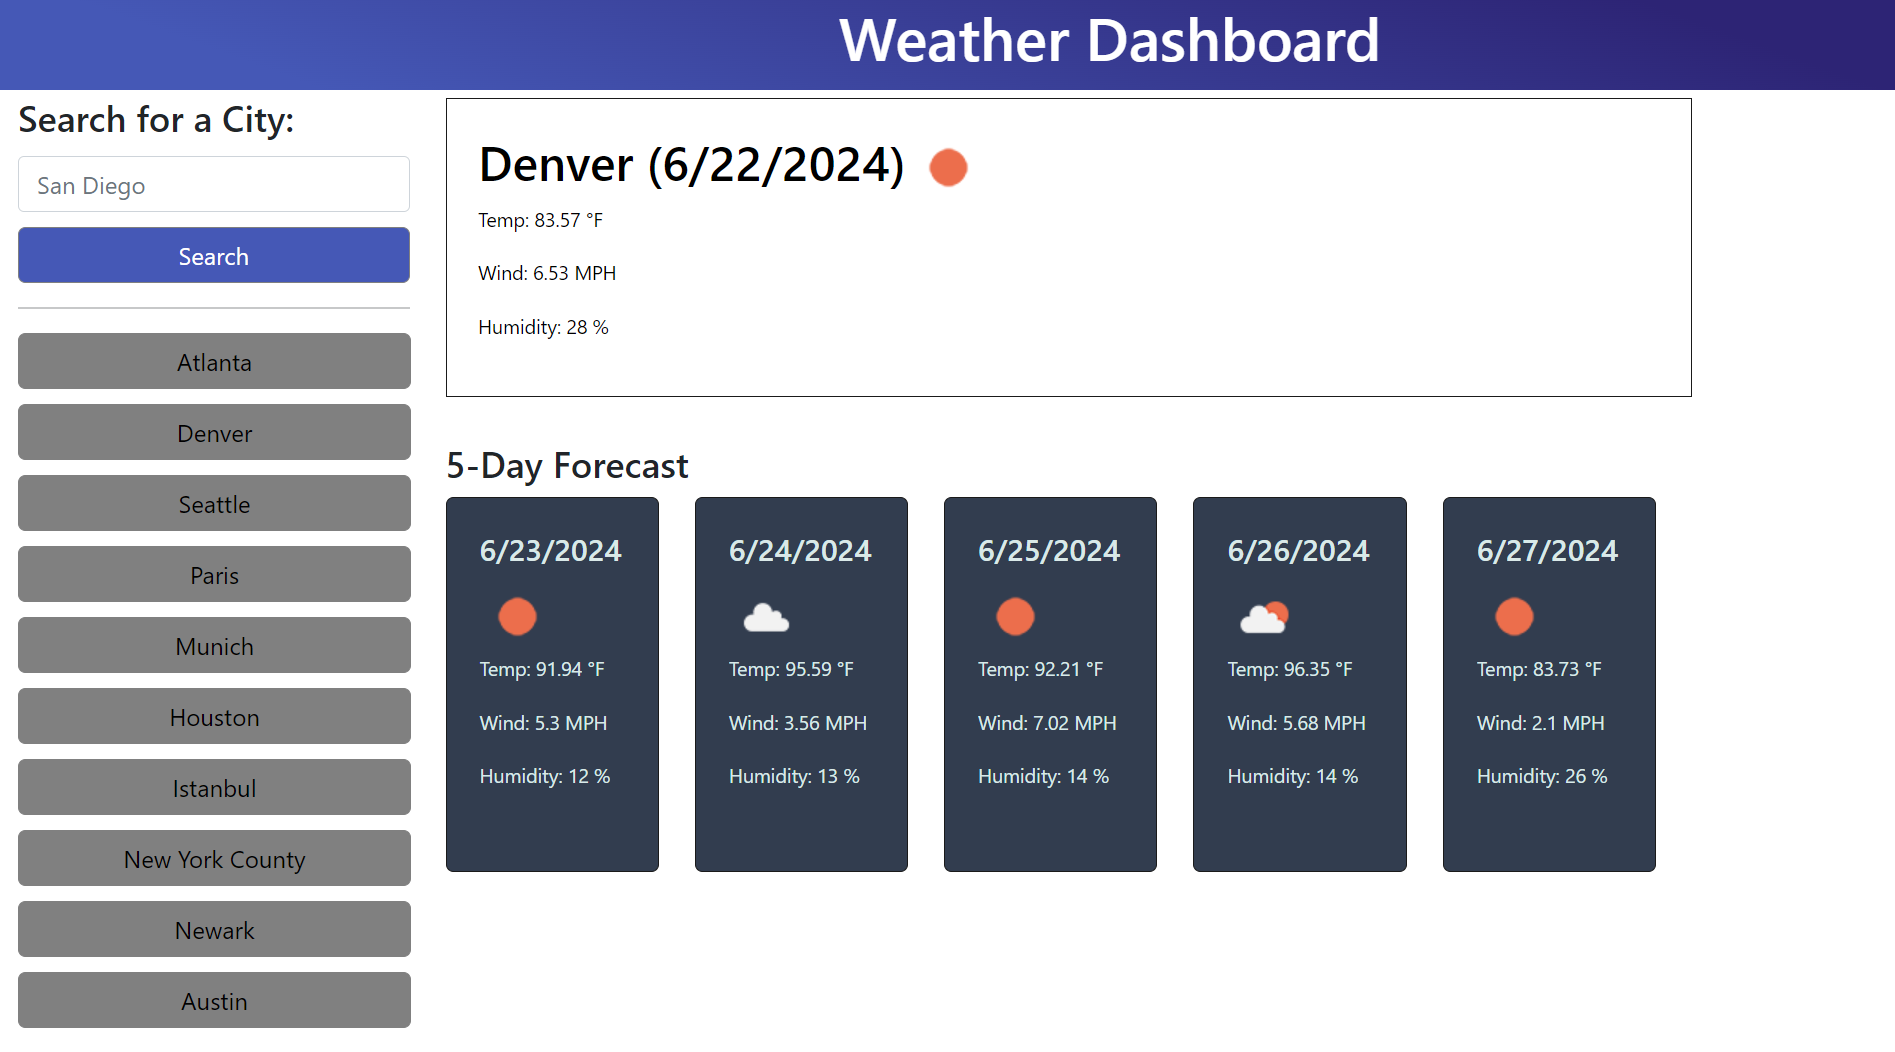 Weather Dashboard
Search for a City:
San Diego
Search
Atlanta
Denver
Seattle
Paris
Munich
Houston
Istanbul
New York County
Newark
Austin
Denver (6/22/2024)
Temp: 83.57 °F
Wind: 6.53 MPH
Humidity: 28 %
5-Day Forecast
6/23/2024
Temp: 91.94 °F
Wind: 5.3 MPH
Humidity: 12 %
6/24/2024
Temp: 95.59 °F
Wind: 3.56 MPH
Humidity: 13 %
6/25/2024
Temp: 92.21 °F
Wind: 7.02 MPH
Humidity: 14 %
6/26/2024
Temp: 96.35 °F
Wind: 5.68 MPH
Humidity: 14 %
6/27/2024
Temp: 83.73 °F
Wind: 2.1 MPH
Humidity: 26 %